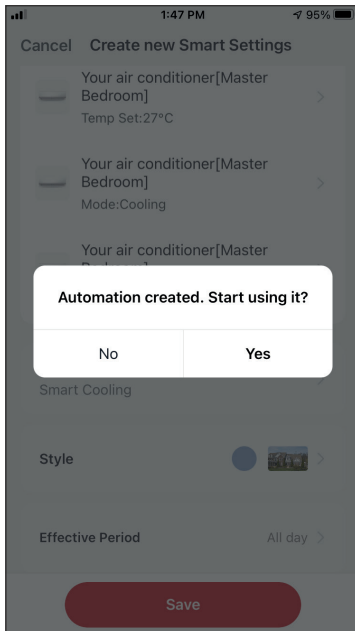 1:47 PM
95%
Cancel Create new Smart Settings
Your air conditioner[Master
Bedroom]
Temp Set:27°C
Your air conditioner[Master
Bedroom]
Mode:Cooling
Your air conditioner[Master
Automation created. Start using it?
No Yes
Smart Cooling
Style
Effective Period All day
Save